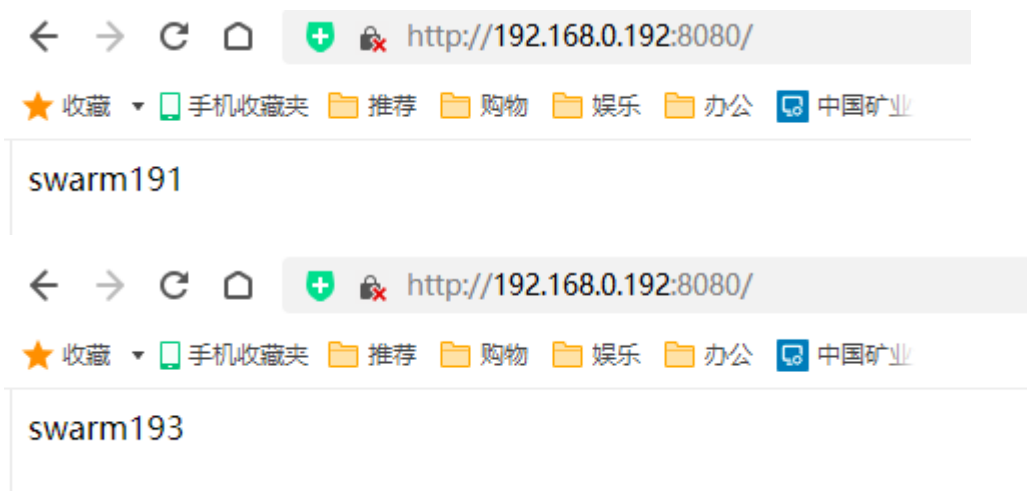 http://192.168.0.192:8080/
收藏 手机收藏夹 推荐 购物 娱乐 办公 中国矿业
swarm191
http://192.168.0.192:8080/
收藏 手机收藏夹 推荐 购物 娱乐 办公 中国矿业
swarm193